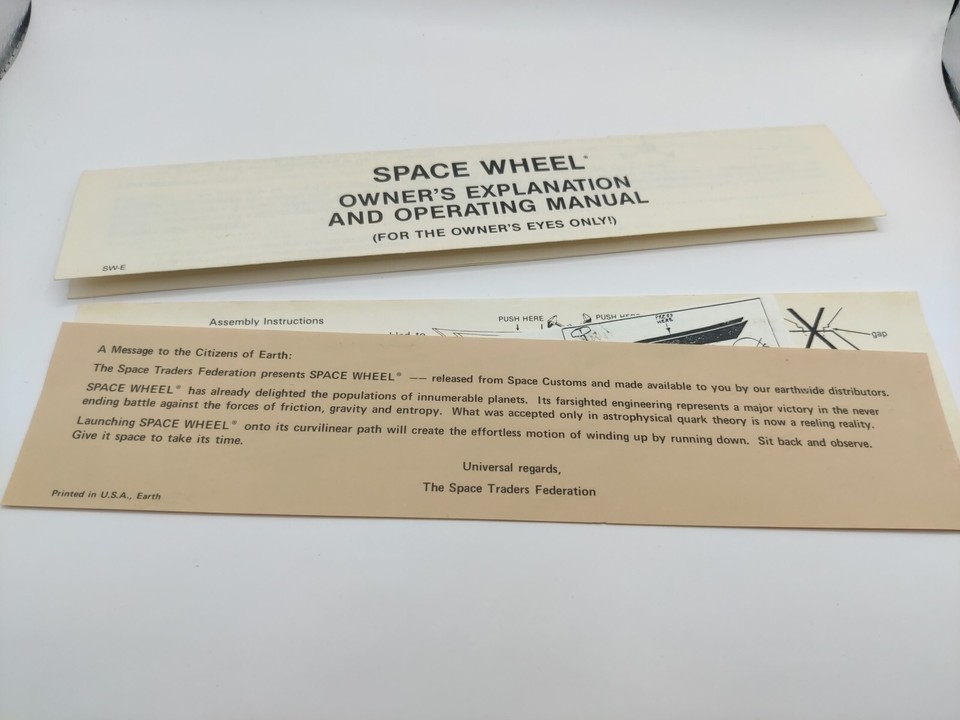 SPACE WHEEL®
OWNER'S EXPLANATION
AND OPERATING MANUAL
(FOR THE OWNER'S EYES ONLY!)
SW-E
Assembly Instructions
PUSH HERE
PUSH
PRESS
HERE
gap
A Message to the Citizens of Earth:
The Space Traders Federation presents SPACE WHEEL® —— released from Space Customs and made available to you by our earthwide distributors.
SPACE WHEEL® has already delighted the populations of innumerable planets. Its farsighted engineering represents a major victory in the never
ending battle against the forces of friction, gravity and entropy. What was accepted only in astrophysical quark theory is now a reeling reality.
Launching SPACE WHEEL® onto its curvilinear path will create the effortless motion of winding up by running down. Sit back and observe.
Give it space to take its time.
Universal regards,
The Space Traders Federation
Printed in U.S.A., Earth